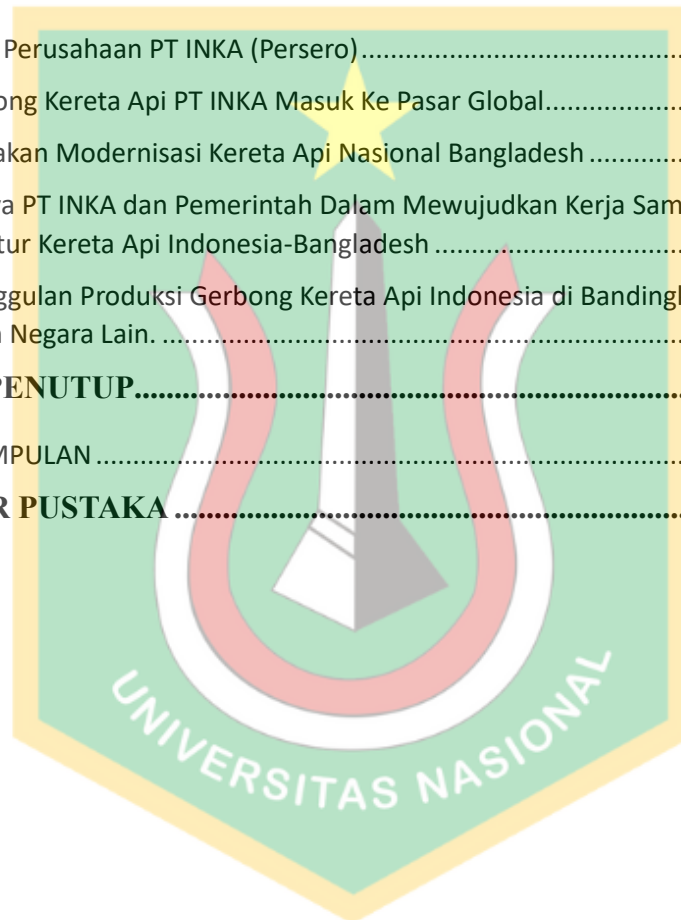 Perusahaan PT INKA (Persero)
ong Kereta Api PT INKA Masuk Ke Pasar Global
akan Modernisasi Kereta Api Nasional Bangladesh
a PT INKA dan Pemerintah Dalam Mewujudkan Kerja Sam
tur Kereta Api Indonesia-Bangladesh
ggulan Produksi Gerbong Kereta Api Indonesia di Banding
Negara Lain.
PENUTUP
MPULAN
R PUSTAKA
UNIVERSITAS NASIONAL